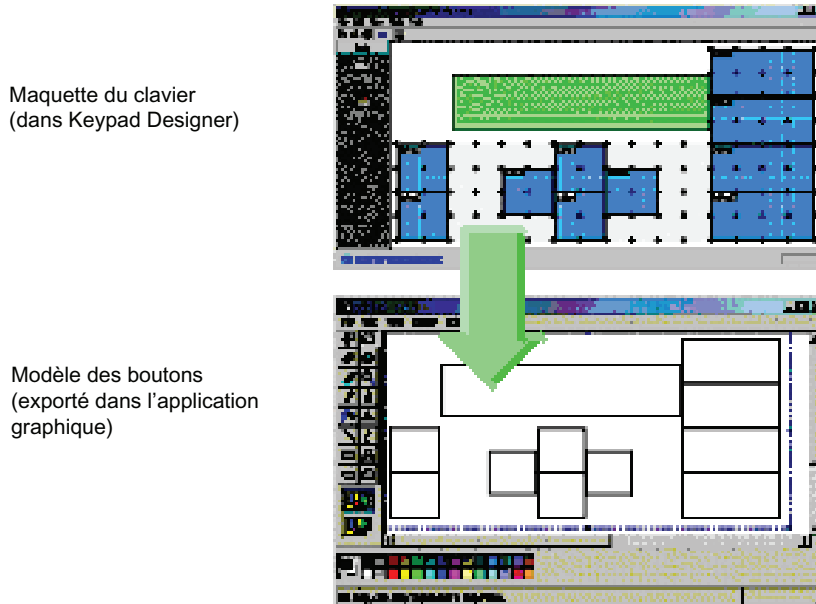 Maquette du clavier
(dans Keypad Designer)
Modèle des boutons
(exporté dans l’application
graphique)